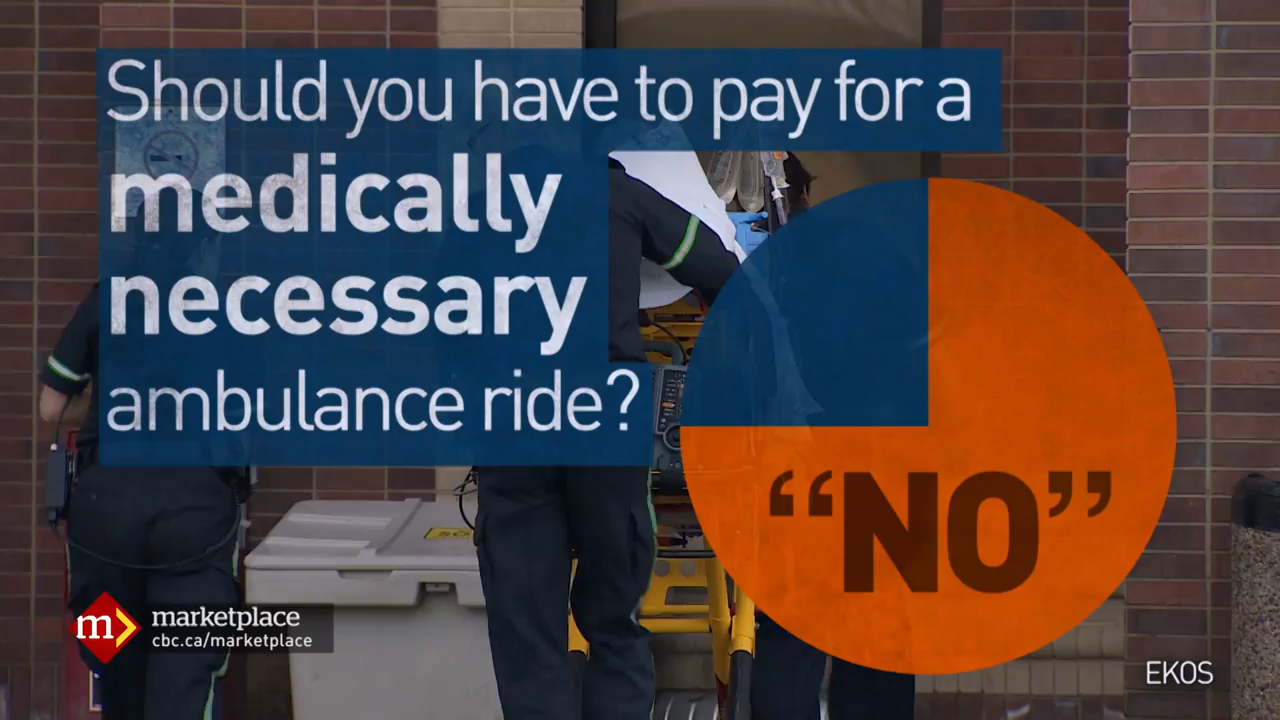 Should you have to pay for a
medically
necessary
ambulance ride?
“NO”
m
marketplace
cbc.ca/marketplace
EKOS